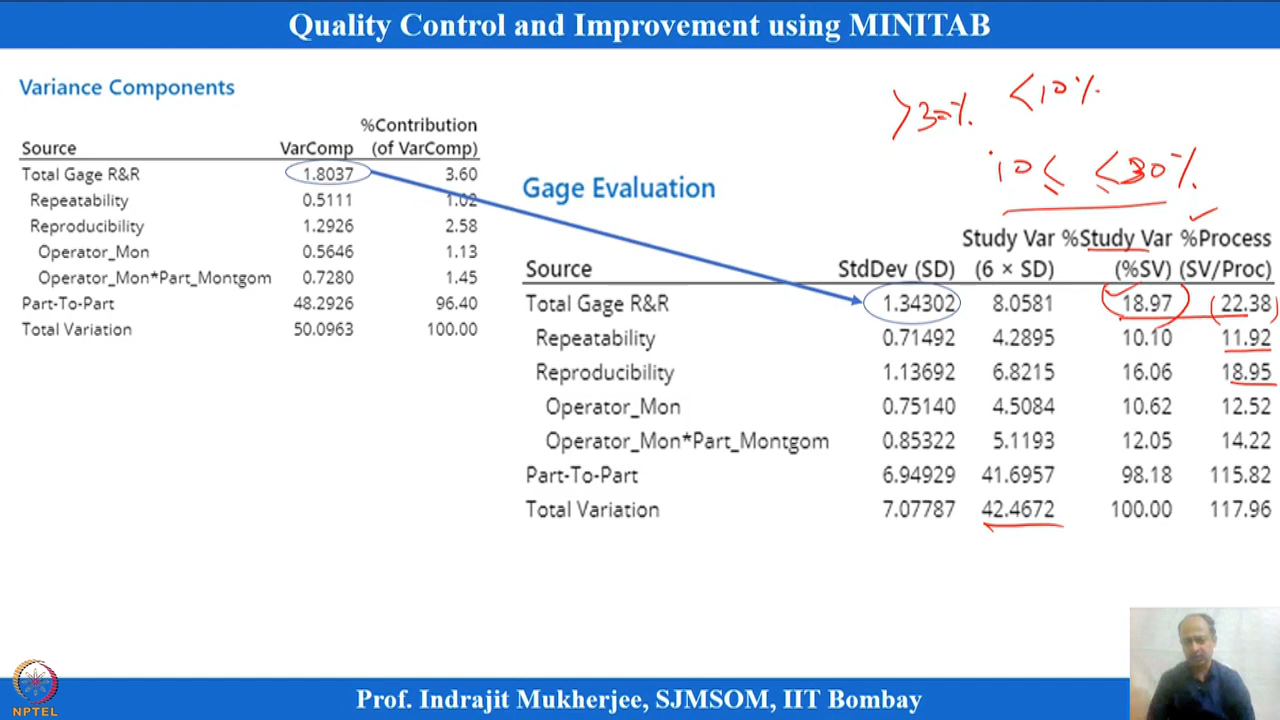 Quality Control and Improvement using MINITAB
Variance Components
%Contribution
Source VarComp (of VarComp)
Total Gage R&R 1.8037 3.60
Repeatability 0.5111 1.02
Reproducibility 1.2926 2.58
Operator_Mon 0.5646 1.13
Operator_Mon*Part_Montgom 0.7280 1.45
Part-To-Part 48.2926 96.40
Total Variation 50.0963 100.00
>30% <10%
10≤ ≤30%
Gage Evaluation
Study Var %Study Var %Process
Source StdDev (SD) (6 × SD) (%SV) (SV/Proc)
Total Gage R&R 1.34302 8.0581 18.97 22.38
Repeatability 0.71492 4.2895 10.10 11.92
Reproducibility 1.13692 6.8215 16.06 18.95
Operator_Mon 0.75140 4.5084 10.62 12.52
Operator_Mon*Part_Montgom 0.85322 5.1193 12.05 14.22
Part-To-Part 6.94929 41.6957 98.18 115.82
Total Variation 7.07787 42.4672 100.00 117.96
NPTEL
Prof. Indrajit Mukherjee, SJMSOM, IIT Bombay